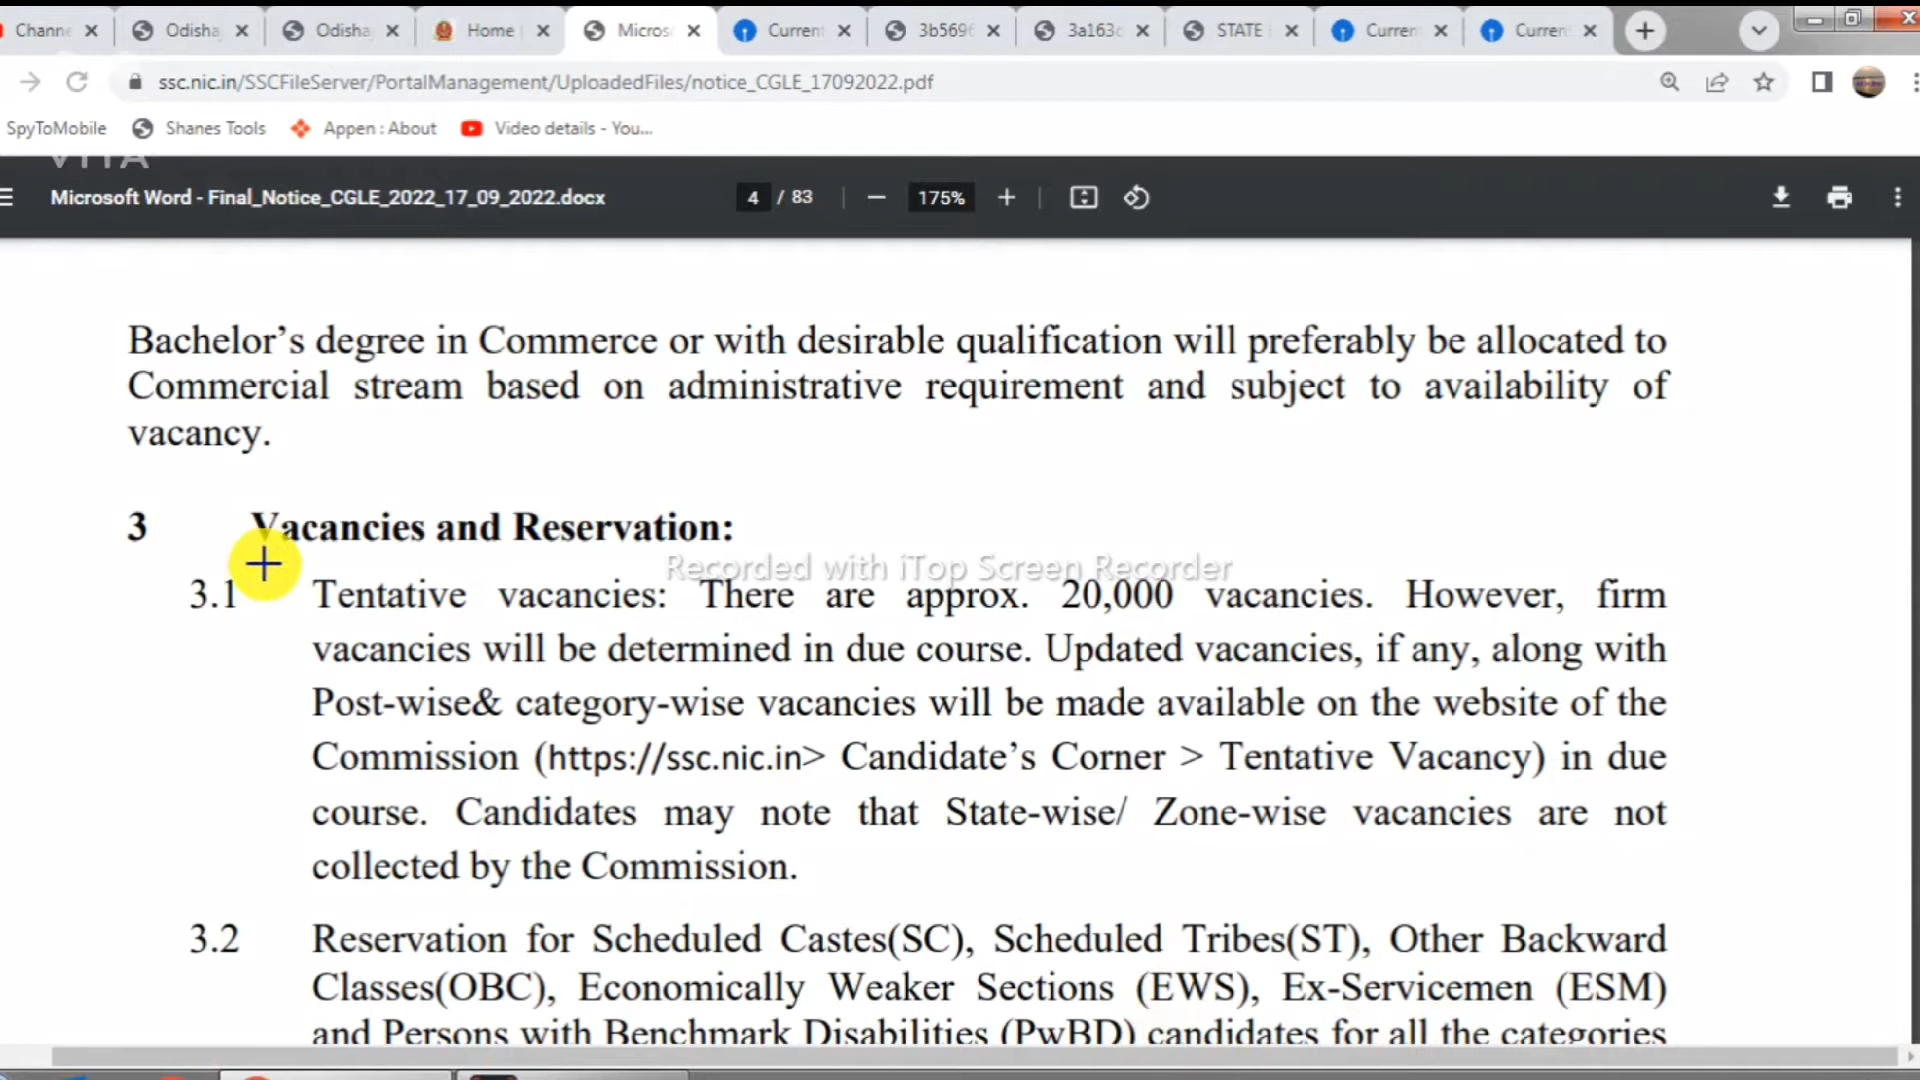 Chann Odisha Odisha Home Micros Current 3b569 3a163 STATE Curren Curren
ssc.nic.in/SSCFileServer/PortalManagement/UploadedFiles/notice_CGLE_17092022.pdf
SpyToMobile Shanes Tools Appen : About Video details - You...
VITA
Microsoft Word - Final_Notice_CGLE_2022_17_09_2022.docx 4 / 83 175%
Bachelor’s degree in Commerce or with desirable qualification will preferably be allocated to
Commercial stream based on administrative requirement and subject to availability of
vacancy.
3 Vacancies and Reservation:
Recorded with iTop Screen Recorder
3.1 Tentative vacancies: There are approx. 20,000 vacancies. However, firm
vacancies will be determined in due course. Updated vacancies, if any, along with
Post-wise& category-wise vacancies will be made available on the website of the
Commission (https://ssc.nic.in> Candidate’s Corner > Tentative Vacancy) in due
course. Candidates may note that State-wise/ Zone-wise vacancies are not
collected by the Commission.
3.2 Reservation for Scheduled Castes(SC), Scheduled Tribes(ST), Other Backward
Classes(OBC), Economically Weaker Sections (EWS), Ex-Servicemen (ESM)
and Persons with Benchmark Disabilities (PwBD) candidates for all the categories